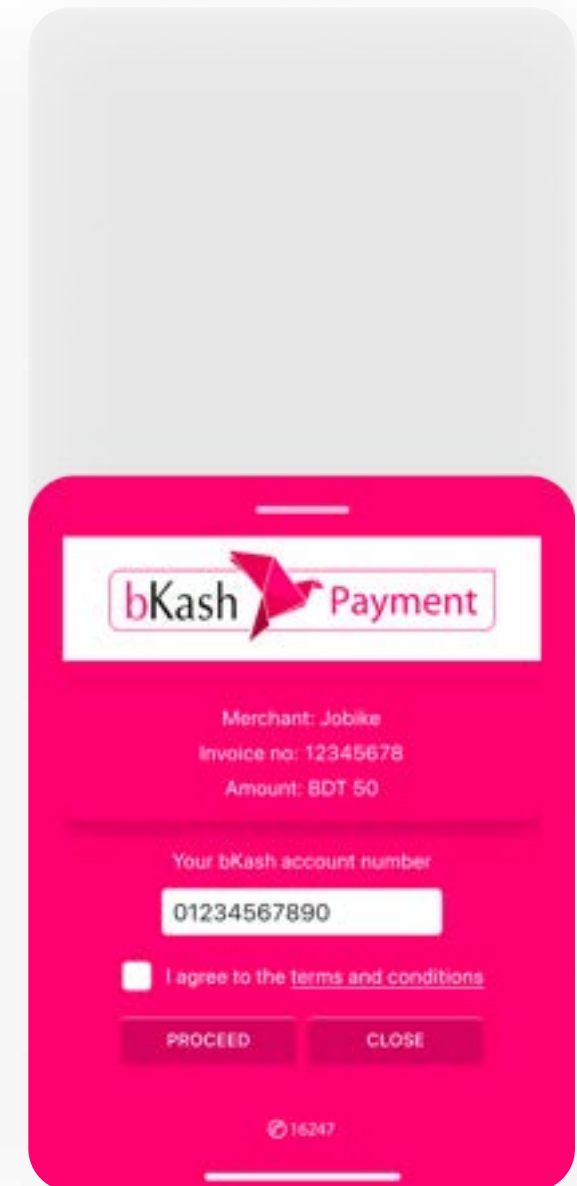 bKash Payment
Merchant: Jobike
Invoice no: 12345678
Amount: BDT 50
Your bKash account number
01234567890
I agree to the terms and conditions
PROCEED CLOSE
16247